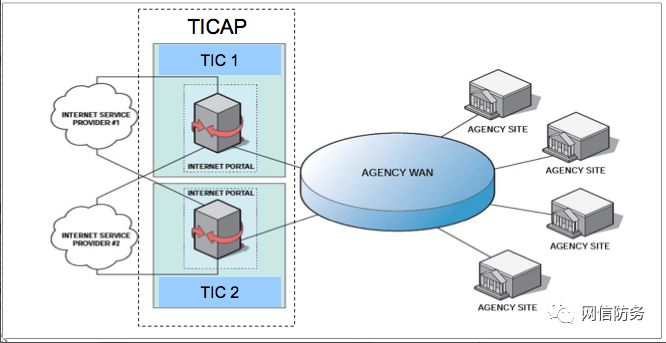 TICAP
TIC 1
INTERNET SERVICE
PROVIDER #1
INTERNET PORTAL
AGENCY WAN
AGENCY SITE
AGENCY SITE
INTERNET PORTAL
INTERNET SERVICE
PROVIDER #2
AGENCY SITE
AGENCY SITE
TIC 2
网信防务